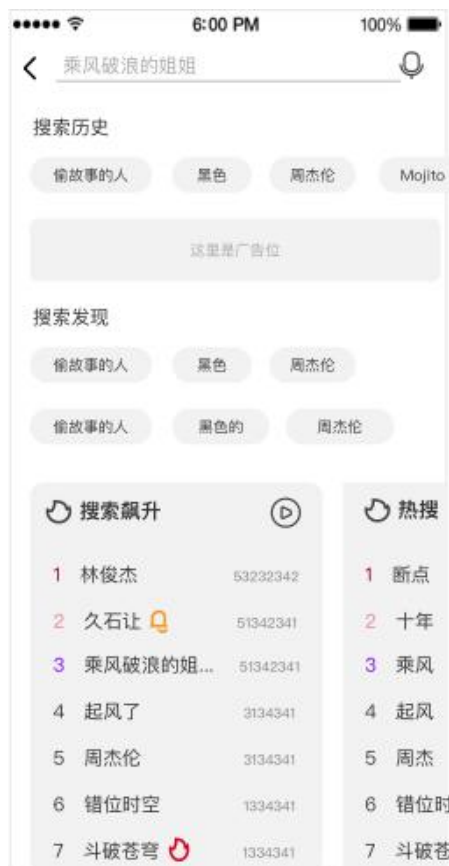 6:00 PM 100%
乘风破浪的姐姐
搜索历史
偷故事的人 黑色 周杰伦 Mojito
这里是广告位
搜索发现
偷故事的人 黑色 周杰伦
偷故事的人 黑色的 周杰伦
搜索飙升 热搜
1 林俊杰 53232342 1 断点
2 久石让 51342341 2 十年
3 乘风破浪的姐... 51342341 3 乘风
4 起风了 3134341 4 起风
5 周杰伦 3134341 5 周杰
6 错位时空 1334341 6 错位时
7 斗破苍穹 1334341 7 斗破苍